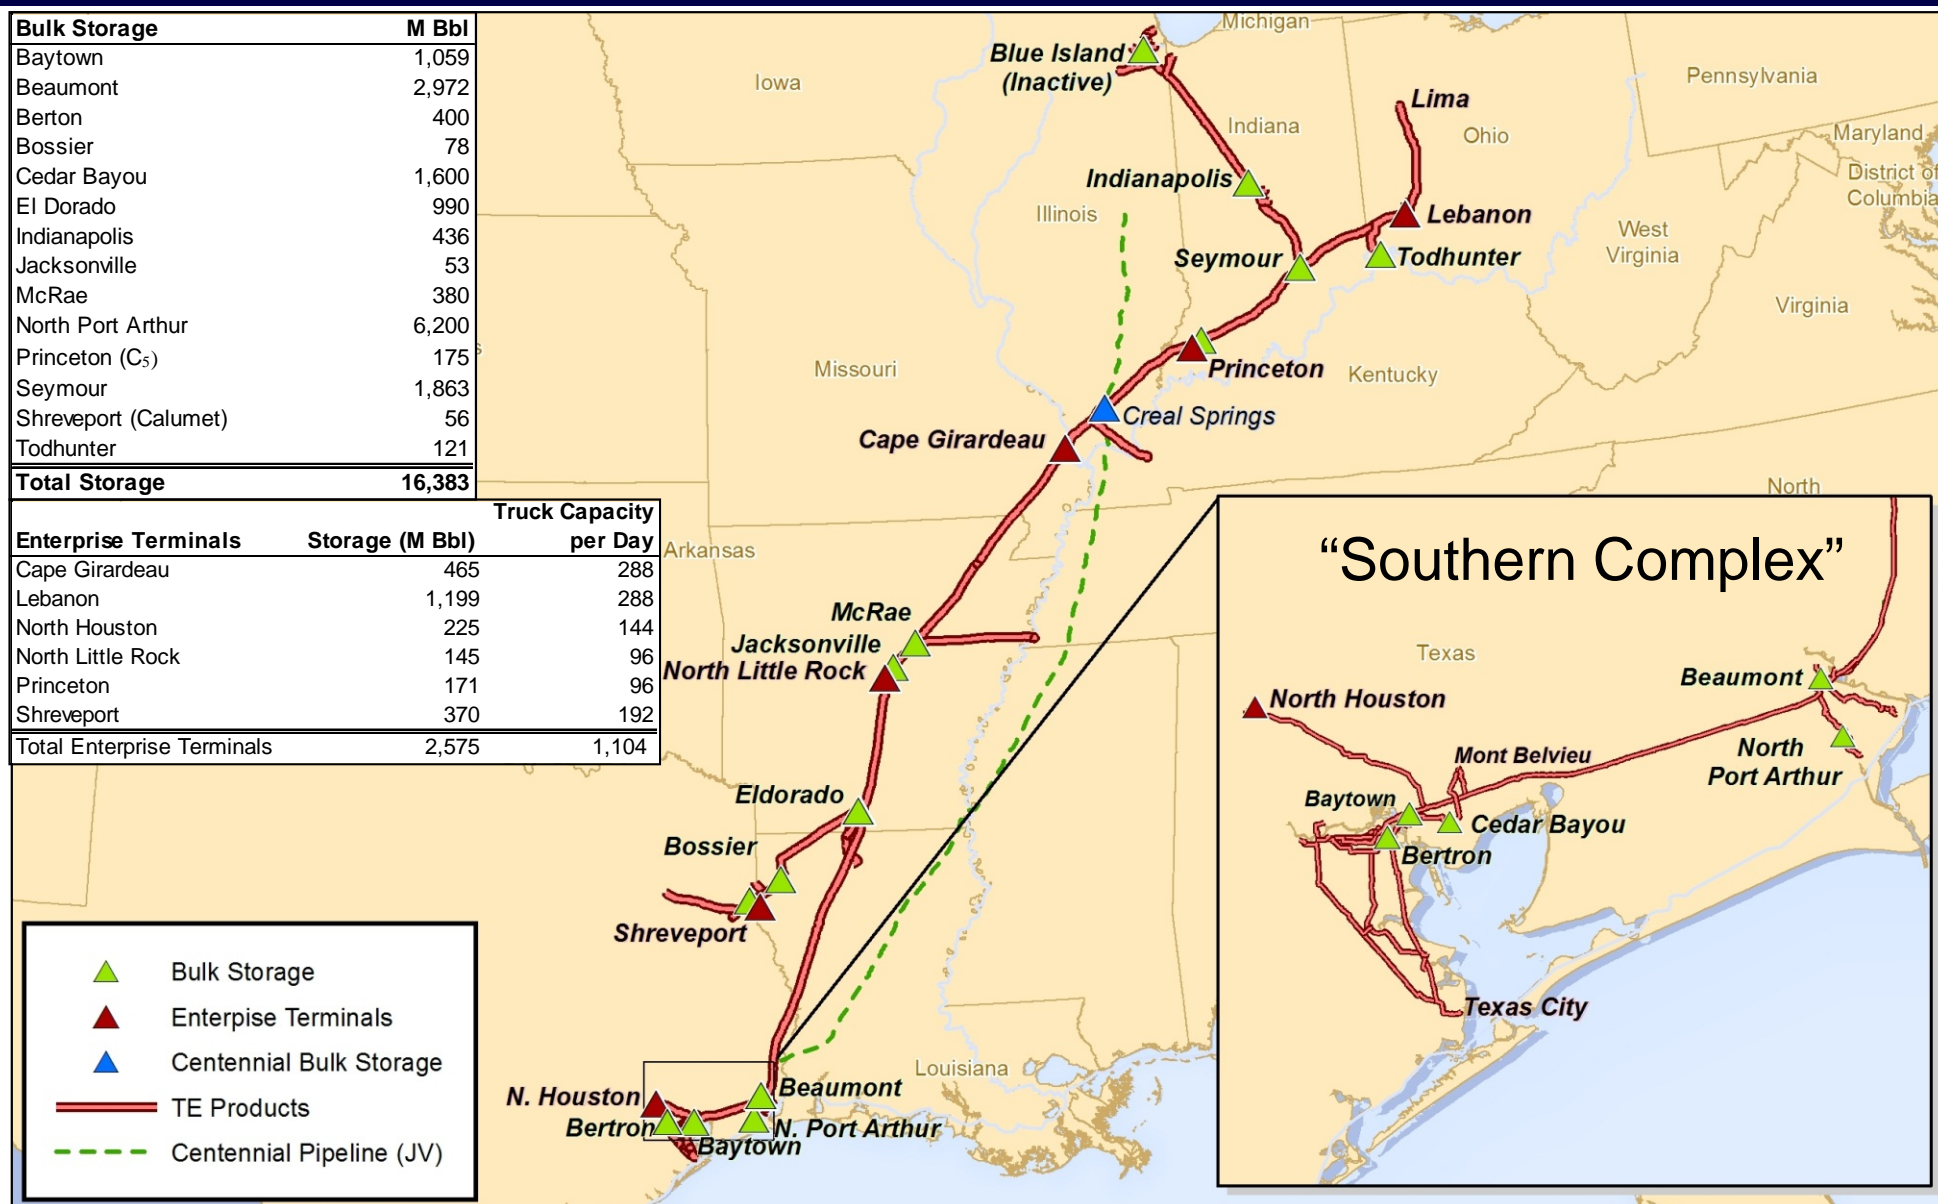 Bulk Storage M Bbl
Baytown 1,059
Beaumont 2,972
Berton 400
Bossier 78
Cedar Bayou 1,600
El Dorado 990
Indianapolis 436
Jacksonville 53
McRae 380
North Port Arthur 6,200
Princeton (C5) 175
Seymour 1,863
Shreveport (Calumet) 56
Todhunter 121
Total Storage 16,383
Truck Capacity
Enterprise Terminals Storage (M Bbl) per Day
Cape Girardeau 465 288
Lebanon 1,199 288
North Houston 225 144
North Little Rock 145 96
Princeton 171 96
Shreveport 370 192
Total Enterprise Terminals 2,575 1,104
Michigan
Blue Island
(Inactive)
Iowa
Pennsylvania
Lima
Indiana
Ohio
Maryland
District of
Columbia
Indianapolis
Illinois
Lebanon
West
Virginia
Seymour
Todhunter
Virginia
Missouri
Princeton
Kentucky
Creal Springs
Cape Girardeau
North
Arkansas
McRae
Jacksonville
North Little Rock
Eldorado
Bossier
Shreveport
Louisiana
N. Houston
Beaumont
Bertron
N. Port Arthur
Baytown
“Southern Complex”
Texas
Beaumont
North Houston
North
Port Arthur
Mont Belvieu
Baytown
Cedar Bayou
Bertron
Texas City
Bulk Storage
Enterpise Terminals
Centennial Bulk Storage
TE Products
Centennial Pipeline (JV)